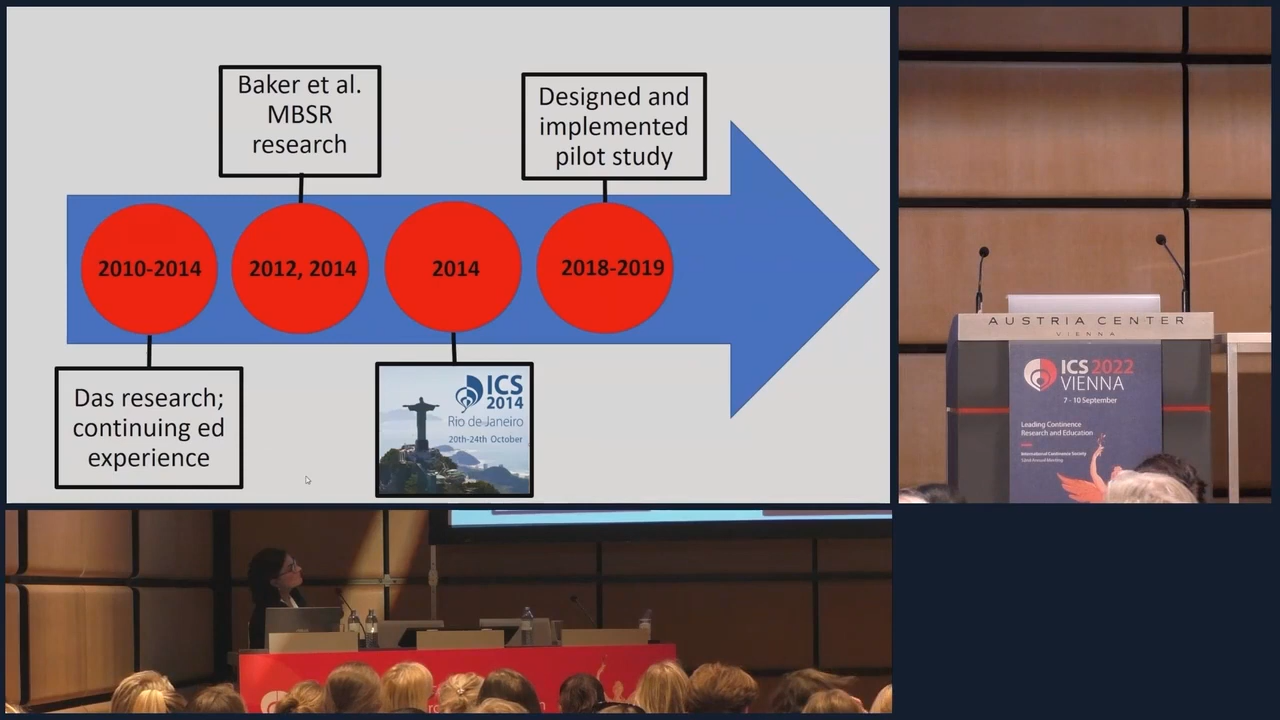 Baker et al.
MBSR
research
Designed and
implemented
pilot study
2010-2014
2012, 2014
2014
2018-2019
Das research;
continuing ed
experience
ICS
2014
Rio de Janeiro
20th-24th October
AUSTRIA CENTER
VIENNA
ICS 2022
VIENNA
7 - 10 September
Leading Continence
Research and Education
International Continence Society
52nd Annual Meeting